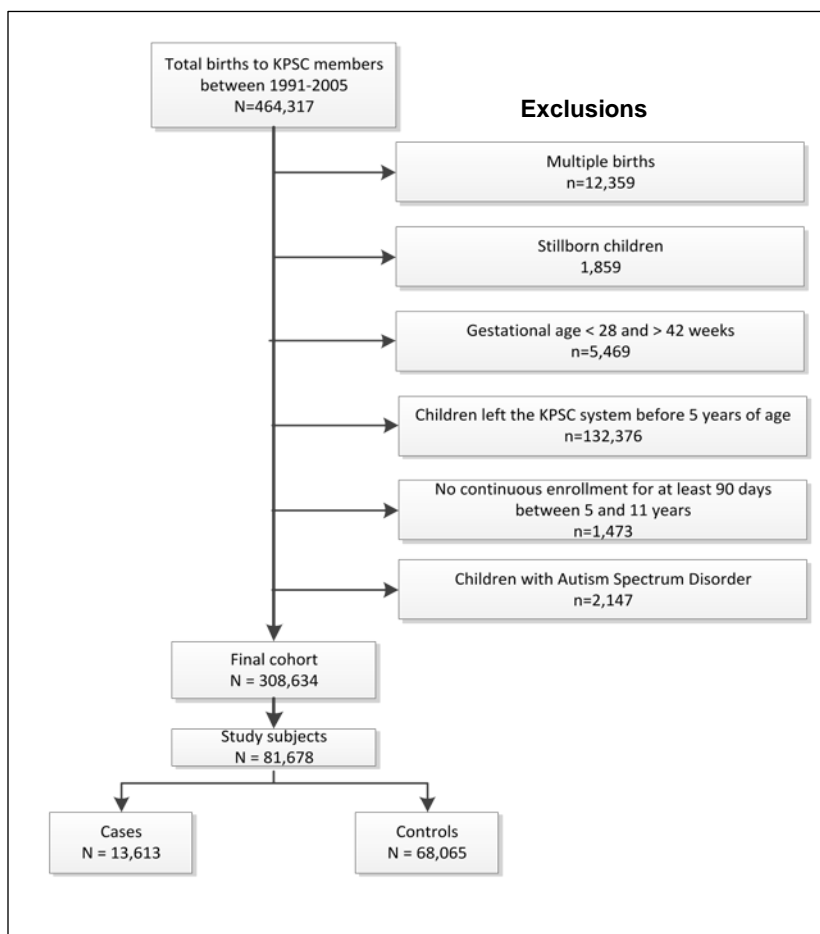 Total births to KPSC members
between 1991-2005
N=464,317
Exclusions
Multiple births
n=12,359
Stillborn children
1,859
Gestational age < 28 and > 42 weeks
n=5,469
Children left the KPSC system before 5 years of age
n=132,376
No continuous enrollment for at least 90 days
between 5 and 11 years
n=1,473
Children with Autism Spectrum Disorder
n=2,147
Final cohort
N = 308,634
Study subjects
N = 81,678
Cases
N = 13,613
Controls
N = 68,065